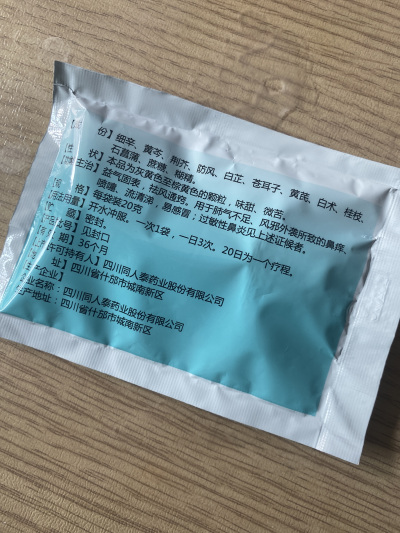 份】细辛、黄芩、荆芥、防风、白芷、苍耳子、黄芪、白术、桂枝、
石菖蒲、蔗糖、糊精。
状】本品为灰黄色至棕黄色的颗粒，味甜、微苦。
主治】益气固表，祛风通窍。用于肺气不足、风邪外袭所致的鼻痒、
喷嚏、流清涕、易感冒；过敏性鼻炎见上述证候者。
格】每袋装20克
用量】开水冲服。一次1袋，一日3次。20日为一个疗程。
藏】密封。
批号】见封口
期】36个月
许可持有人】四川同人泰药业股份有限公司
四川省什邡市城南新区
企业】
业名称：四川同人泰药业股份有限公司
产地址：四川省什邡市城南新区